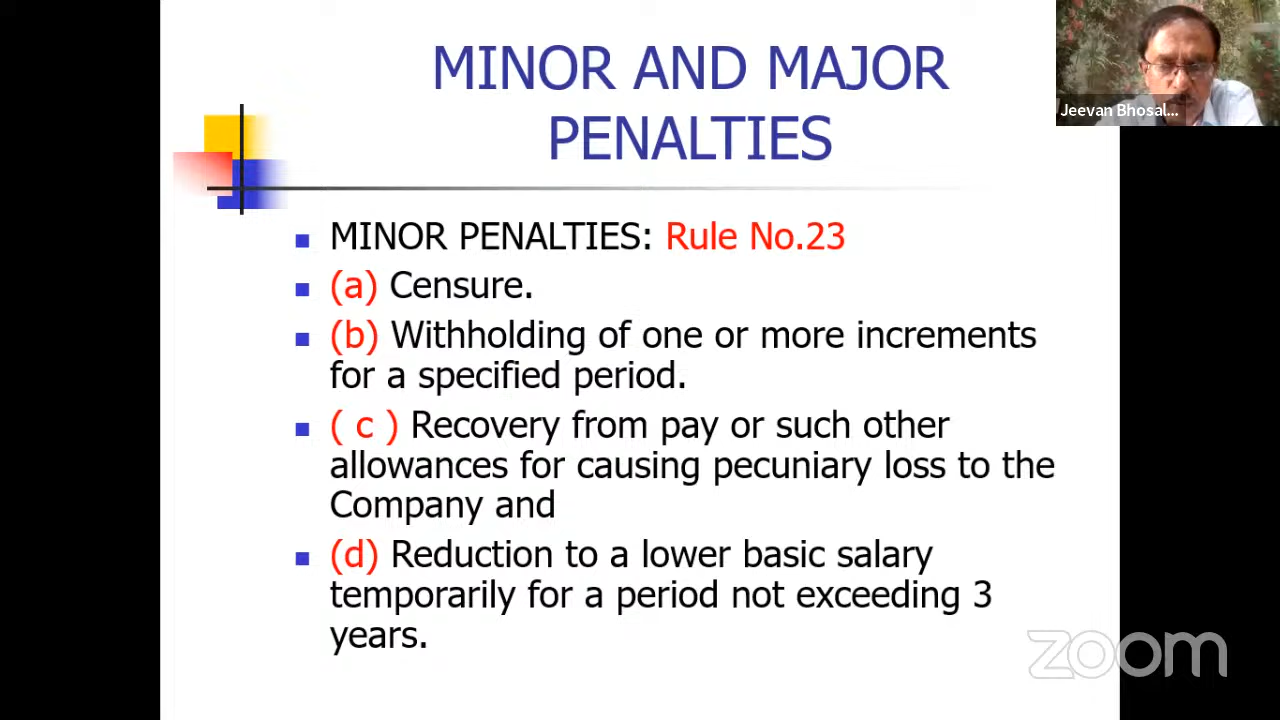 MINOR AND MAJOR
PENALTIES
Jeevan Bhosal...
MINOR PENALTIES: Rule No.23
(a) Censure.
(b) Withholding of one or more increments
for a specified period.
( c ) Recovery from pay or such other
allowances for causing pecuniary loss to the
Company and
(d) Reduction to a lower basic salary
temporarily for a period not exceeding 3
years.
zoom